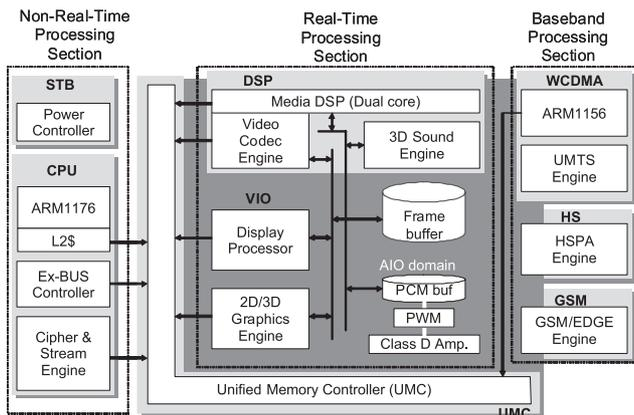 Non-Real-Time
Processing
Section
Real-Time
Processing
Section
Baseband
Processing
Section
STB
Power
Controller
CPU
ARM1176
L2$
Ex-BUS
Controller
Cipher &
Stream
Engine
DSP
Media DSP (Dual core)
Video
Codec
Engine
3D Sound
Engine
VIO
Display
Processor
Frame
buffer
2D/3D
Graphics
Engine
AIO domain
PCM buf
PWM
Class D Amp.
WCDMA
ARM1156
UMTS
Engine
HS
HSPA
Engine
GSM
GSM/EDGE
Engine
Unified Memory Controller (UMC)
UMC